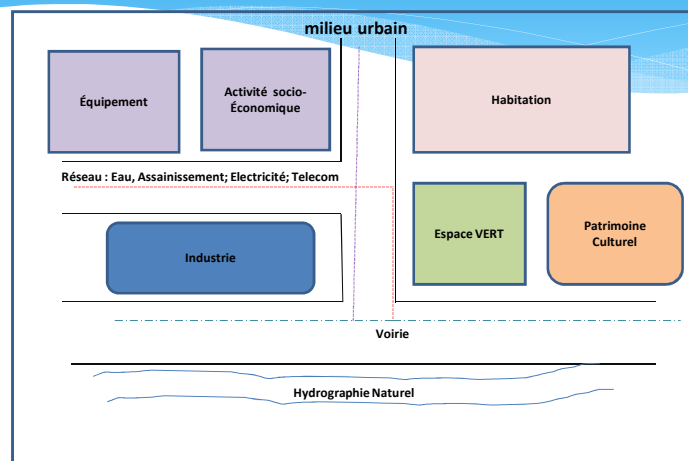 milieu urbain
Équipement
Activité socio-
Économique
Habitation
Réseau : Eau, Assainissement; Electricité; Telecom
Industrie
Espace VERT
Patrimoine
Culturel
Voirie
Hydrographie Naturel